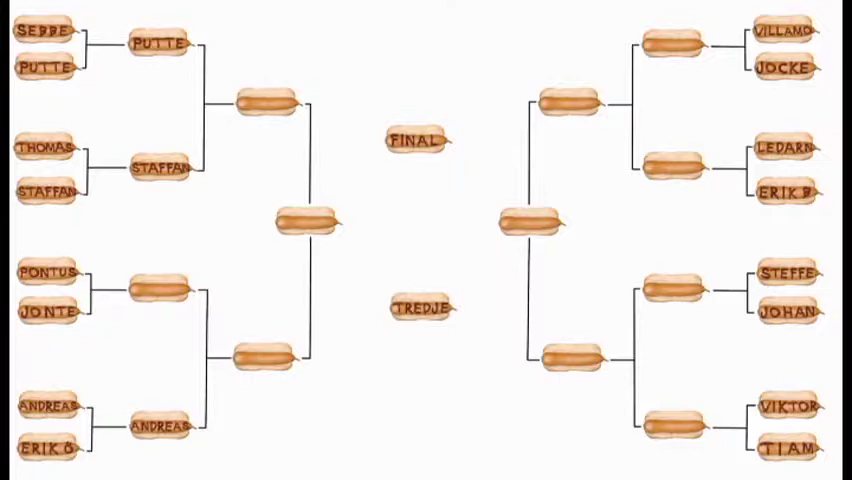 SEBBE
PUTTE
PUTTE
THOMAS
STAFFAN
STAFFAN
PONTUS
JONTE
ANDREAS
ERIK Ö
ANDREAS
FINAL
TREDJE
VILLAMO
JOCKE
LEDARN
ERIK B
STEFFE
JOHAN
VIKTOR
TIAM